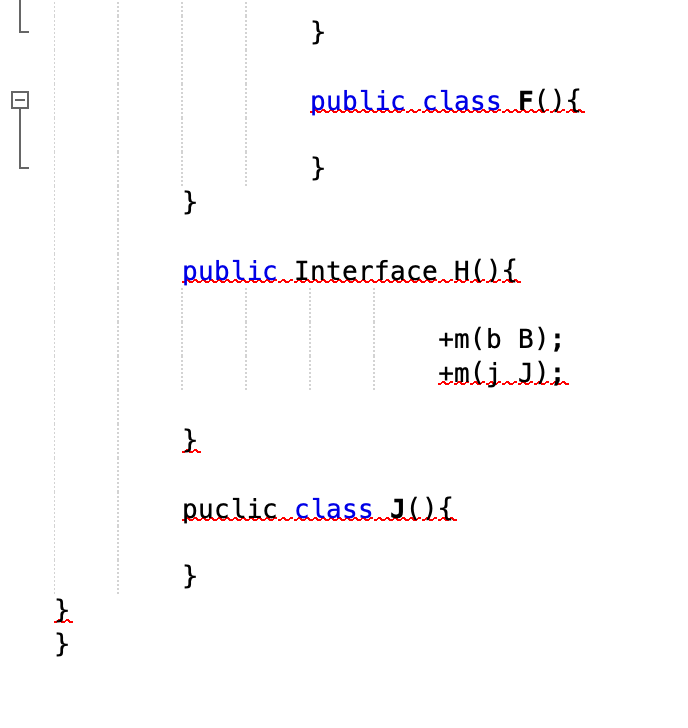 }
public class F(){
}
}
public Interface H(){
+m(b B);
+m(j J);
}
puclic class J(){
}
}
}